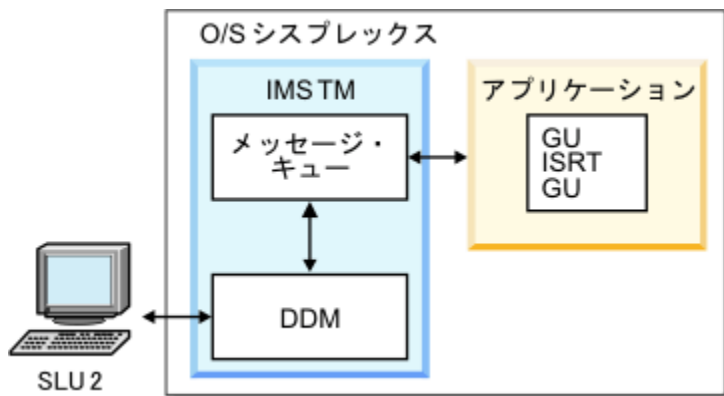 O/S シスプレックス
IMS TM
メッセージ・
キュー
DDM
アプリケーション
GU
ISRT
GU
SLU 2